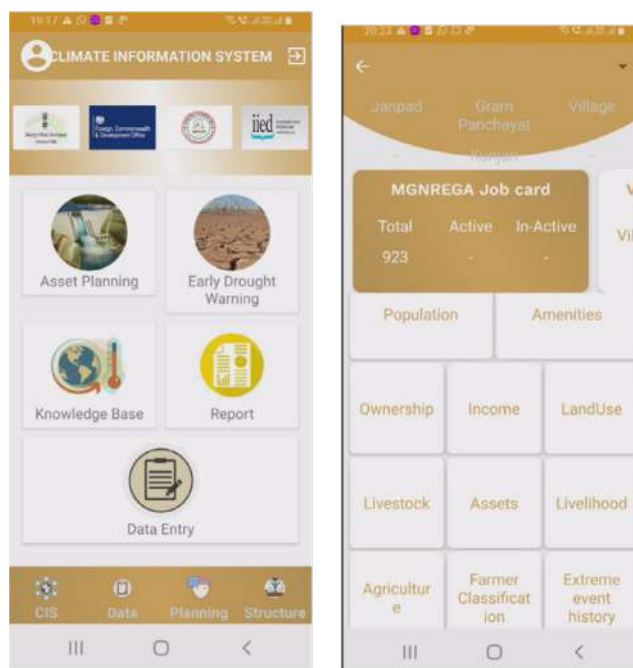 19:17
CLIMATE INFORMATION SYSTEM
Foreign, Commonwealth
& Development Office
iied
Asset Planning
Early Drought
Warning
Knowledge Base
Report
Data Entry
CIS
Data
Planning
Structure
20:23
Janpad
Gram
Panchayat
Village
-
Kunjan
-
MGNREGA Job card
Total
Active
In-Active
923
-
-
V
Vil
Population
Amenities
Ownership
Income
LandUse
Livestock
Assets
Livelihood
Agricultur
e
Farmer
Classificat
ion
Extreme
event
history